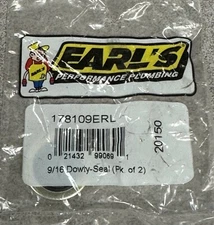 EARL'S
PERFORMANCE PLUMBING
178109ERL
20150
0 21432 99069 1
9/16 Dowty-Seal (Pk. of 2)